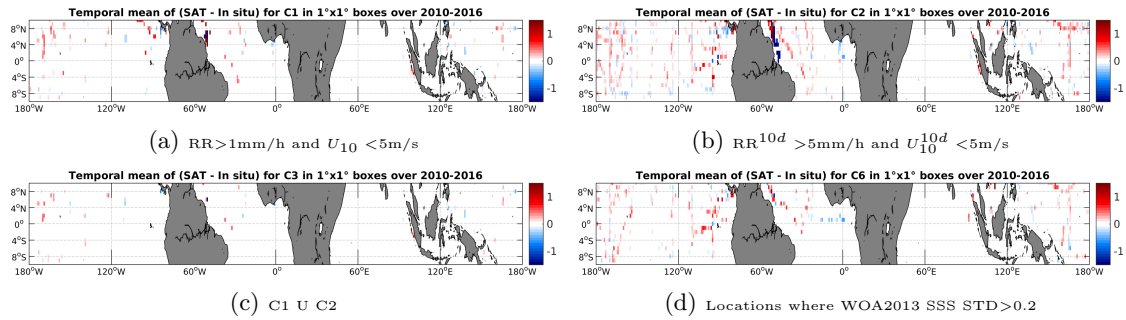 Temporal mean of (SAT - In situ) for C1 in 1°x1° boxes over 2010-2016
8°N
4°N
0°
4°S
8°S
180°W 120°W 60°W 0° 60°E 120°E 180°W
1
0
-1
(a) RR>1mm/h and U10 <5m/s
Temporal mean of (SAT - In situ) for C2 in 1°x1° boxes over 2010-2016
8°N
4°N
0°
4°S
8°S
180°W 120°W 60°W 0° 60°E 120°E 180°W
1
0
-1
(b) RR^10d >5mm/h and U10^10d <5m/s
Temporal mean of (SAT - In situ) for C3 in 1°x1° boxes over 2010-2016
8°N
4°N
0°
4°S
8°S
180°W 120°W 60°W 0° 60°E 120°E 180°W
1
0
-1
(c) C1 U C2
Temporal mean of (SAT - In situ) for C6 in 1°x1° boxes over 2010-2016
8°N
4°N
0°
4°S
8°S
180°W 120°W 60°W 0° 60°E 120°E 180°W
1
0
-1
(d) Locations where WOA2013 SSS STD>0.2